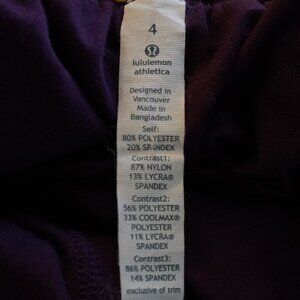 4
lululemon
athletica
Designed in
Vancouver
Made in
Bangladesh
Self:
80% POLYESTER
20% SPANDEX
Contrast1:
87% NYLON
13% LYCRA®
SPANDEX
Contrast2:
56% POLYESTER
33% COOLMAX®
POLYESTER
11% LYCRA®
SPANDEX
Contrast3:
86% POLYESTER
14% SPANDEX
exclusive of trim